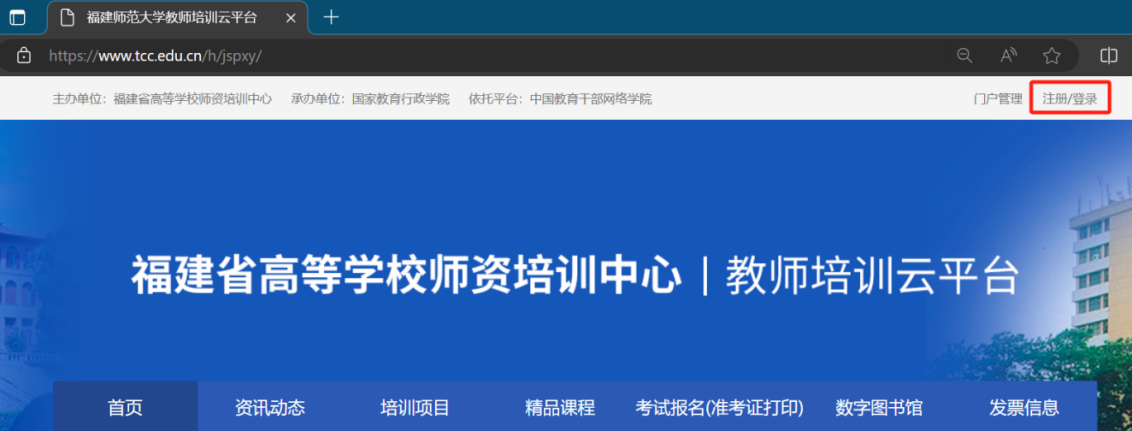 福建师范大学教师培训云平台
https://www.tcc.edu.cn/h/jspxy/
主办单位：福建省高等学校师资培训中心 承办单位：国家教育行政学院 依托平台：中国教育干部网络学院 门户管理 注册/登录
福建省高等学校师资培训中心｜教师培训云平台
首页 资讯动态 培训项目 精品课程 考试报名(准考证打印) 数字图书馆 发票信息